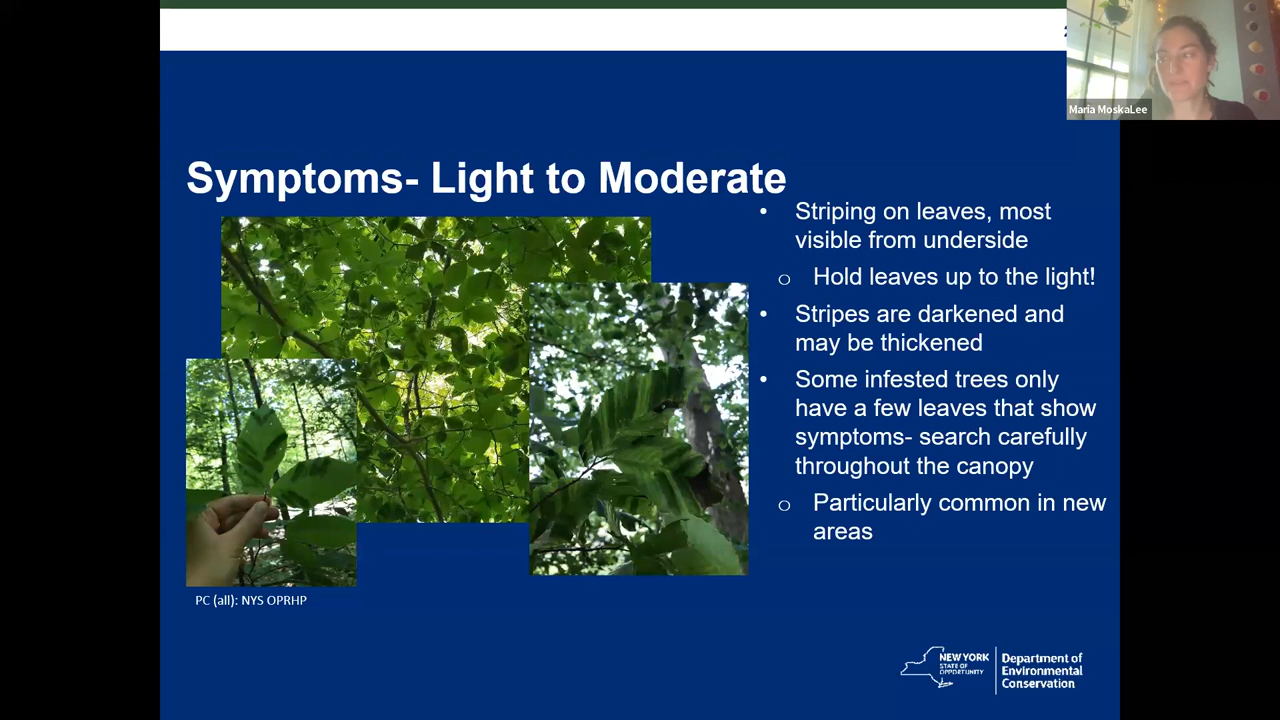 Maria MoskaLee
Symptoms- Light to Moderate
• Striping on leaves, most
visible from underside
o Hold leaves up to the light!
• Stripes are darkened and
may be thickened
• Some infested trees only
have a few leaves that show
symptoms- search carefully
throughout the canopy
o Particularly common in new
areas
PC (all): NYS OPRHP
NEW YORK
STATE OF
OPPORTUNITY
Department of
Environmental
Conservation